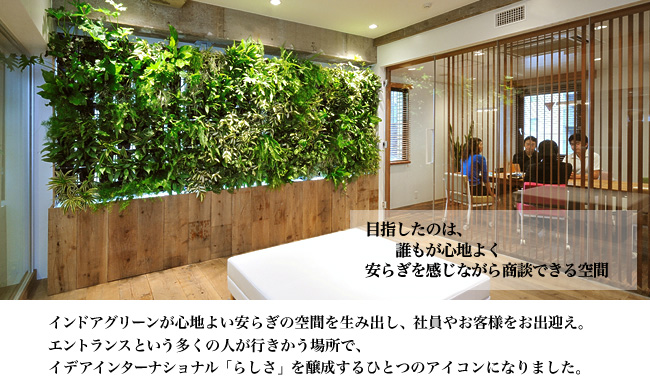 目指したのは、
誰もが心地よく
安らぎを感じながら商談できる空間
インドアグリーンが心地よい安らぎの空間を生み出し、社員やお客様をお出迎え。
エントランスという多くの人が行きかう場所で、
イデアインターナショナル「らしさ」を醸成するひとつのアイコンになりました。